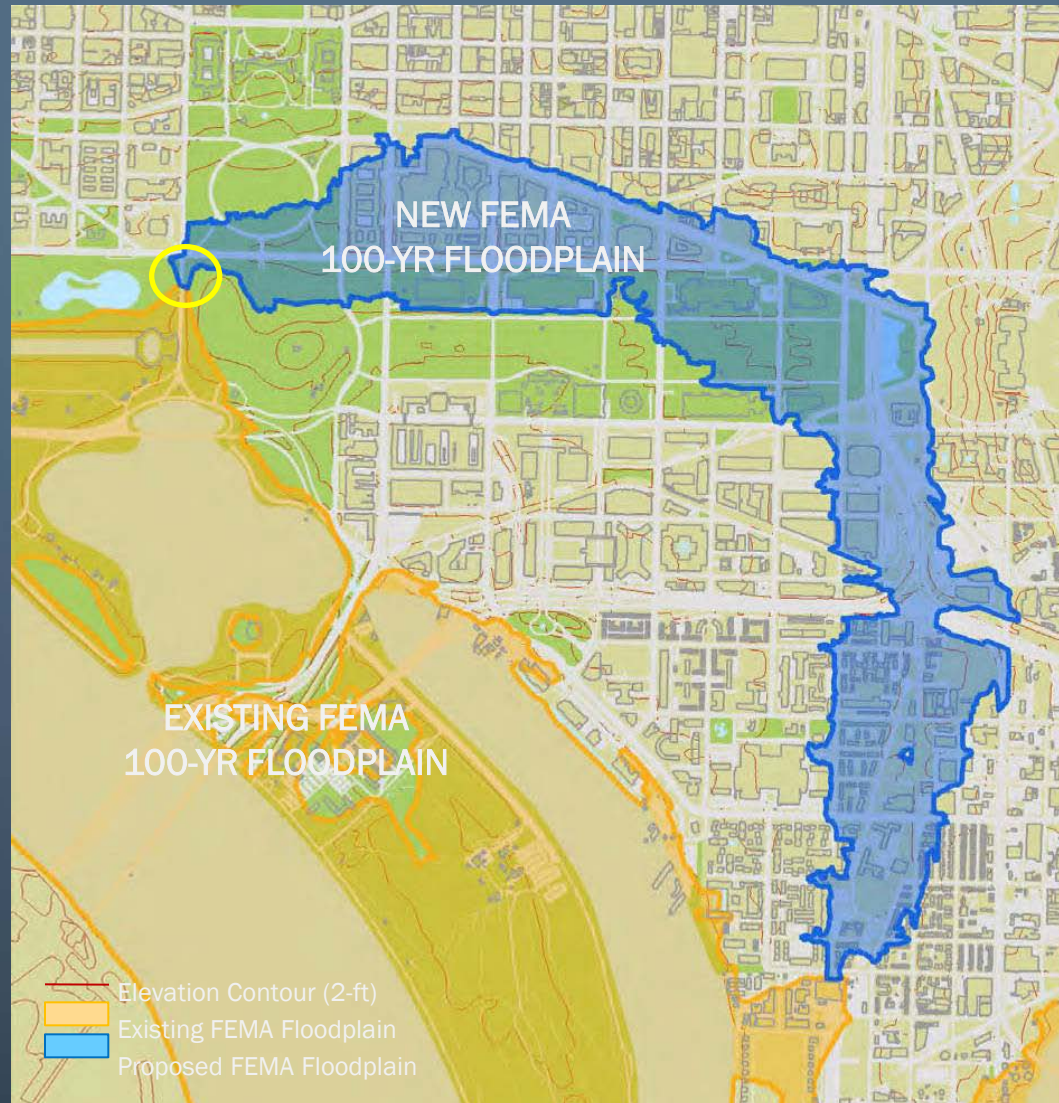 NEW FEMA
100-YR FLOODPLAIN
EXISTING FEMA
100-YR FLOODPLAIN
Elevation Contour (2-ft)
Existing FEMA Floodplain
Proposed FEMA Floodplain